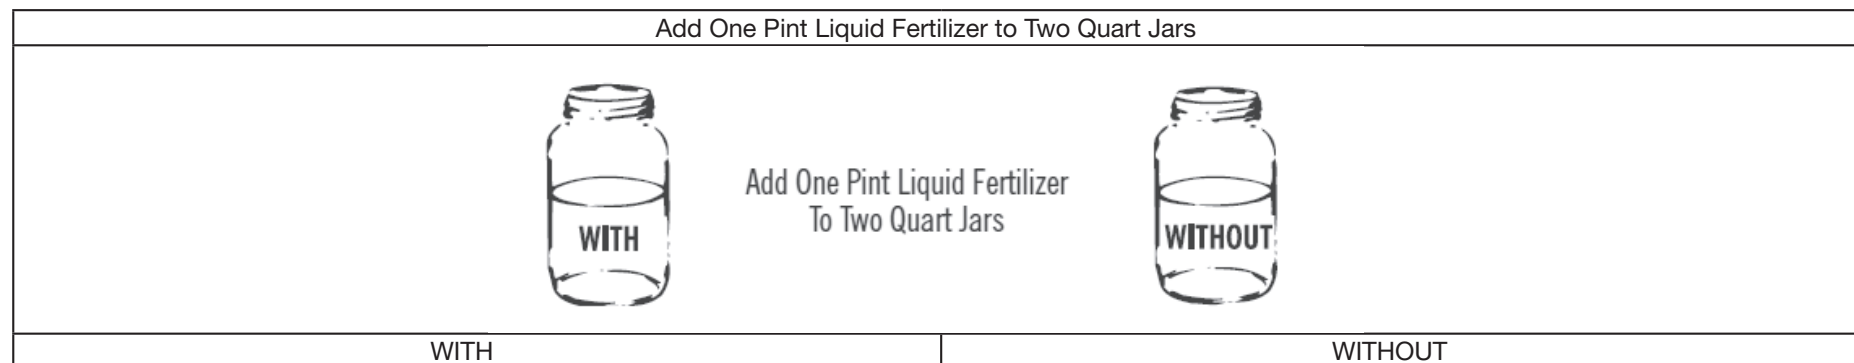 Add One Pint Liquid Fertilizer to Two Quart Jars
Add One Pint Liquid Fertilizer
To Two Quart Jars
WITH
WITHOUT
WITH
WITHOUT